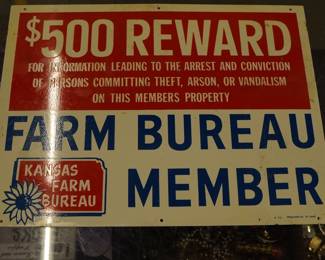 $500 REWARD
FOR INFORMATION LEADING TO THE ARREST AND CONVICTION
OF PERSONS COMMITTING THEFT, ARSON, OR VANDALISM
ON THIS MEMBERS PROPERTY
FARM BUREAU
KANSAS
FARM
BUREAU
MEMBER